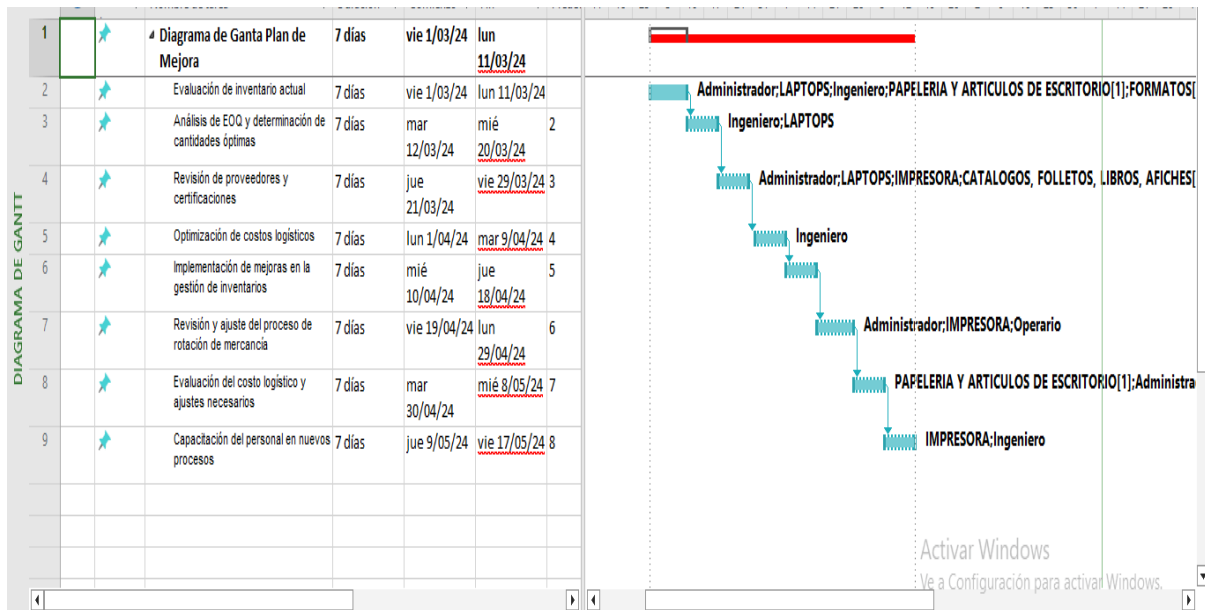 1 Diagrama de Ganta Plan de 7 días vie 1/03/24 lun
Mejora 11/03/24
2 Evaluación de inventario actual 7 días vie 1/03/24 lun 11/03/24
Administrador;LAPTOPS;Ingeniero;PAPELERIA Y ARTICULOS DE ESCRITORIO[1];FORMATOS[
3 Análisis de EOQ y determinación de 7 días mar mié 2
cantidades óptimas 12/03/24 20/03/24
Ingeniero;LAPTOPS
4 Revisión de proveedores y 7 días jue vie 29/03/24 3
certificaciones 21/03/24
Administrador;LAPTOPS;IMPRESORA;CATALOGOS, FOLLETOS, LIBROS, AFICHES[
5 Optimización de costos logísticos 7 días lun 1/04/24 mar 9/04/24 4
Ingeniero
6 Implementación de mejoras en la 7 días mié jue 5
gestión de inventarios 10/04/24 18/04/24
7 Revisión y ajuste del proceso de 7 días vie 19/04/24 lun 6
rotación de mercancía 29/04/24
Administrador;IMPRESORA;Operario
8 Evaluación del costo logístico y 7 días mar mié 8/05/24 7
ajustes necesarios 30/04/24
PAPELERIA Y ARTICULOS DE ESCRITORIO[1];Administra
9 Capacitación del personal en nuevos 7 días jue 9/05/24 vie 17/05/24 8
procesos
IMPRESORA;Ingeniero
DIAGRAMA DE GANTT
Activar Windows
Ve a Configuración para activar Windows.